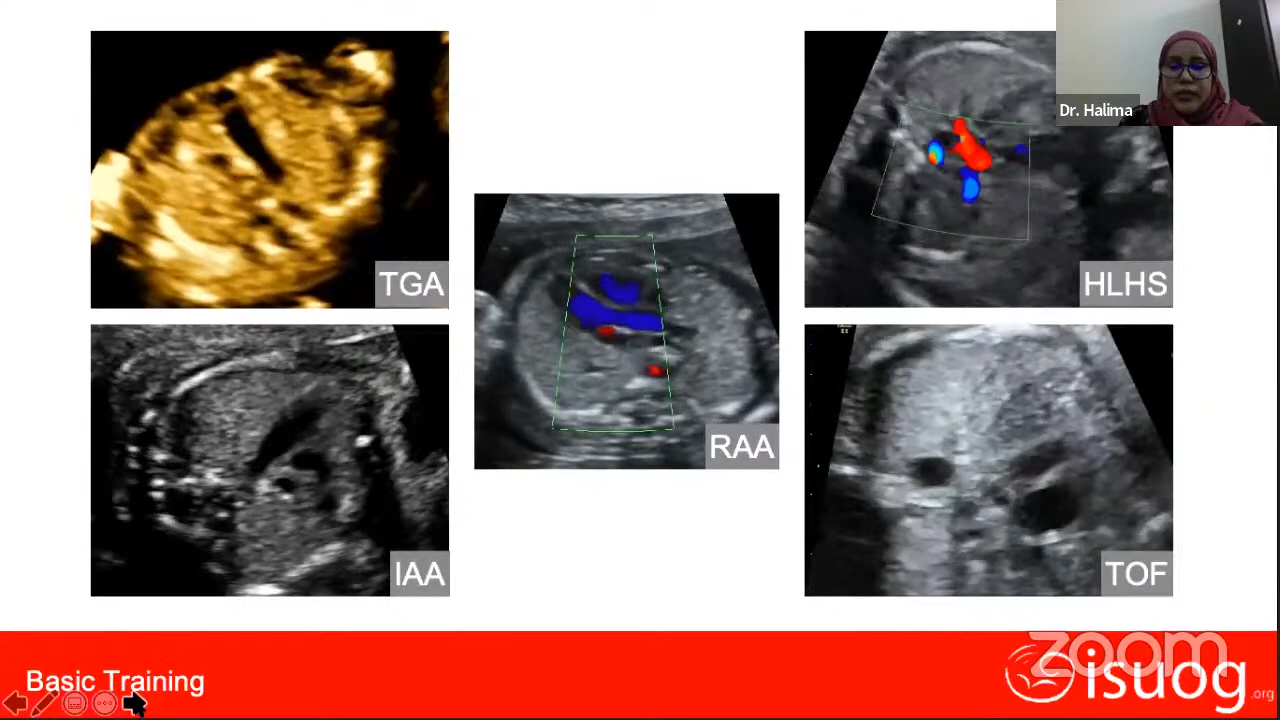 Dr. Halima
TGA
HLHS
RAA
IAA
TOF
Basic Training
zoom
isuog
.org